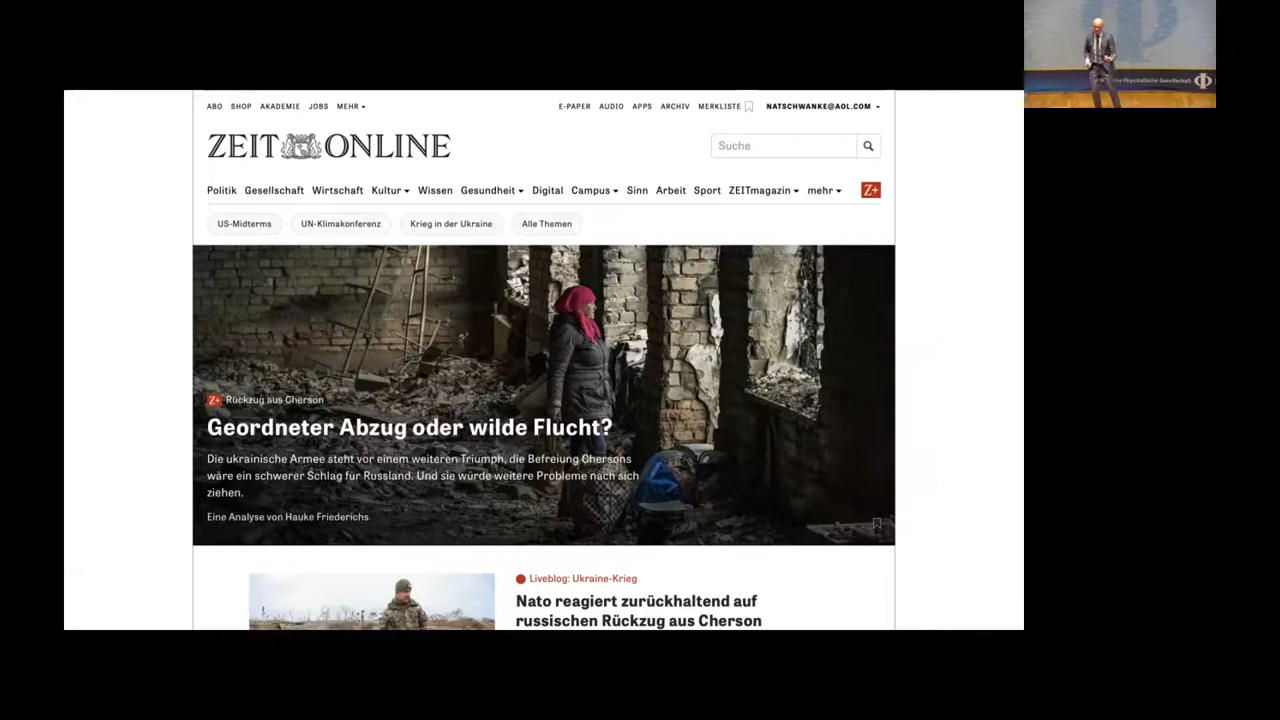 ABO SHOP AKADEMIE JOBS MEHR
E-PAPER AUDIO APPS ARCHIV MERKLISTE NATSCHWANKE@AOL.COM
ZEIT ONLINE
Suche
Politik Gesellschaft Wirtschaft Kultur Wissen Gesundheit Digital Campus Sinn Arbeit Sport ZEITmagazin mehr Z+
US-Midterms UN-Klimakonferenz Krieg in der Ukraine Alle Themen
Z+ Rückzug aus Cherson
Geordneter Abzug oder wilde Flucht?
Die ukrainische Armee steht vor einem weiteren Triumph, die Befreiung Chersons
wäre ein schwerer Schlag für Russland. Und sie würde weitere Probleme nach sich
ziehen.
Eine Analyse von Hauke Friederichs
Liveblog: Ukraine-Krieg
Nato reagiert zurückhaltend auf
russischen Rückzug aus Cherson
Physikalische Gesellschaft